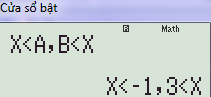 Cửa sổ bật
Math
X<A,B<X
X<-1,3<X